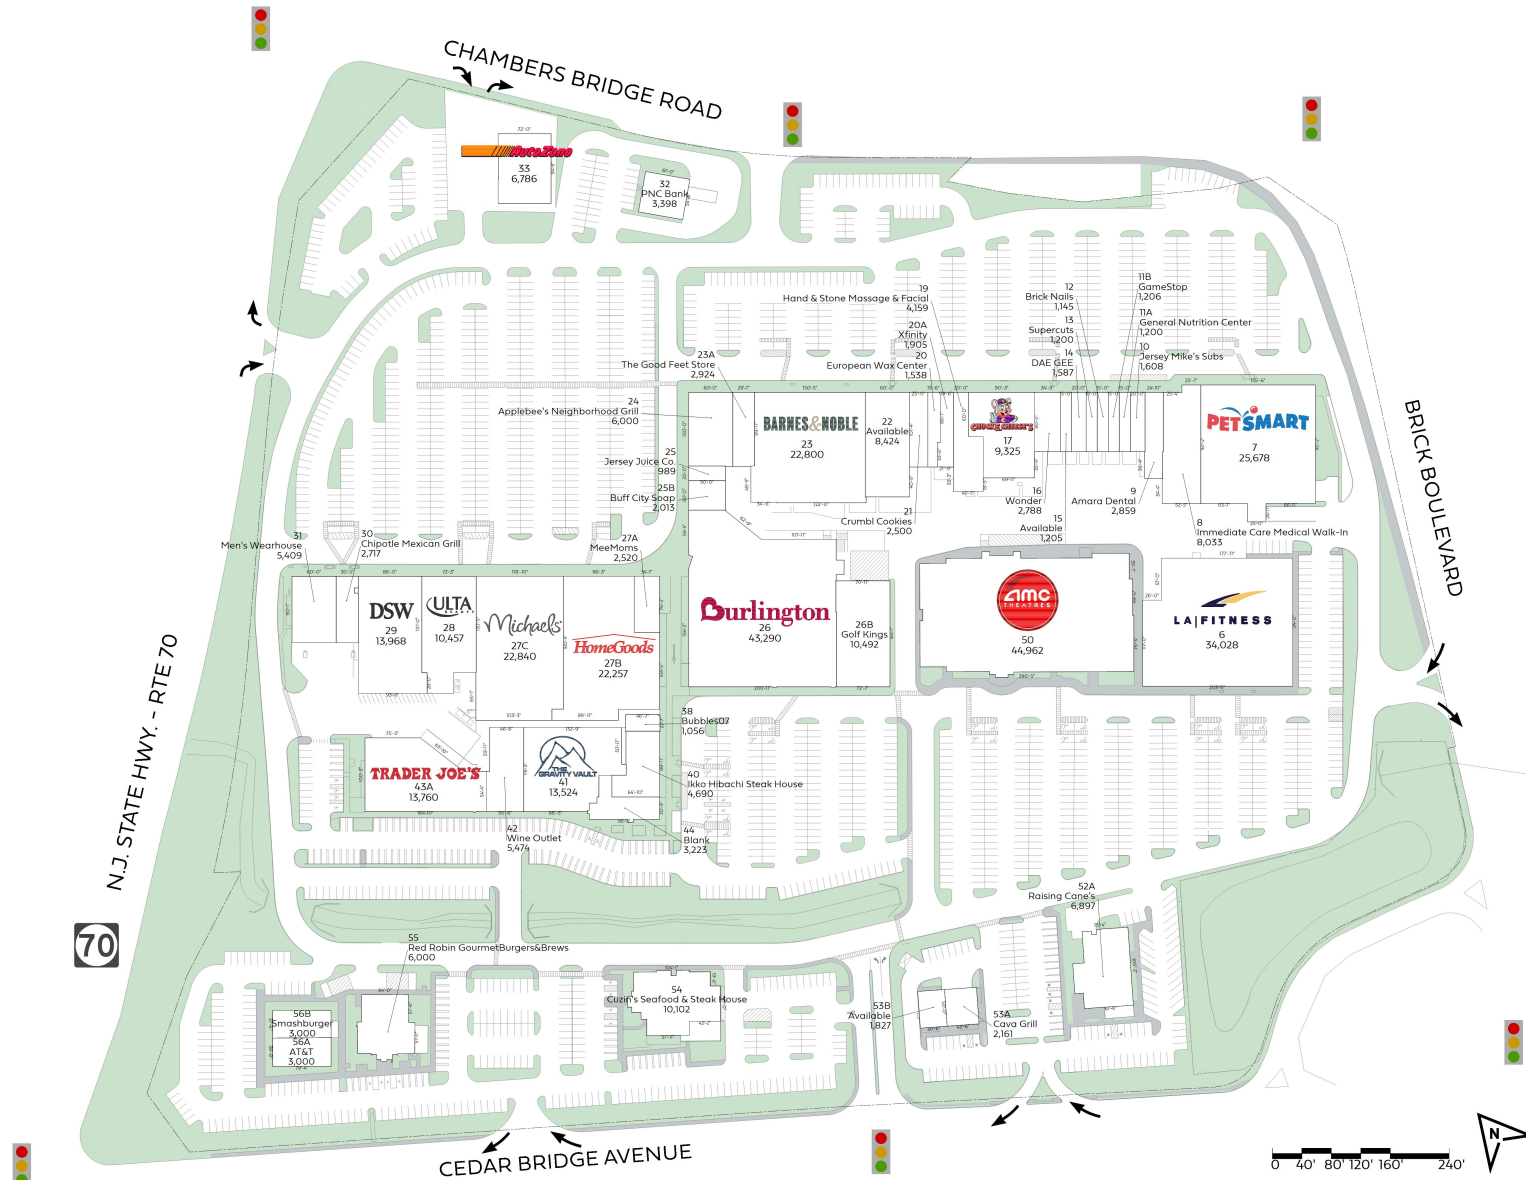 CHAMBERS BRIDGE ROAD
72'-0"
AutoZone
33
6,786
32
PNC Bank
3,398
19
Hand & Stone Massage & Facial
4,159
20A
Xfinity
1,905
20
European Wax Center
1,538
12
Brick Nails
1,145
13
Supercuts
1,200
14
DAE GEE
1,587
11B
GameStop
1,206
11A
General Nutrition Center
1,200
10
Jersey Mike's Subs
1,608
23A
The Good Feet Store
2,924
24
Applebee's Neighborhood Grill
6,000
25
Jersey Juice Co.
989
25B
Buff City Soap
2,013
BARNES&NOBLE
23
22,800
22
Available
8,424
CHUCK E. CHEESE'S
17
9,325
PETSMART
7
25,678
21
Crumbl Cookies
2,500
16
Wonder
2,788
15
Available
1,205
9
Amara Dental
2,859
8
Immediate Care Medical Walk-In
8,033
BRICK BOULEVARD
31
Men's Wearhouse
5,409
30
Chipotle Mexican Grill
2,717
27A
MeeMoms
2,520
DSW
29
13,968
ULTA
BEAUTY
28
10,457
Michaels
27C
22,840
HomeGoods
27B
22,257
Burlington
26
43,290
26B
Golf Kings
10,492
AMC
THEATRES
50
44,962
LA|FITNESS
6
34,028
N.J. STATE HWY. - RTE 70
38
Bubbles07
1,056
TRADER JOE'S
43A
13,760
THE
GRAVITY VAULT
41
13,524
40
Ikko Hibachi Steak House
4,690
42
Wine Outlet
5,474
44
Blank
3,223
52A
Raising Cane's
6,897
70
55
Red Robin GourmetBurgers&Brews
6,000
54
Cuzin's Seafood & Steak House
10,102
53B
Available
1,827
53A
Cava Grill
2,161
56B
Smashburger
3,000
56A
AT&T
3,000
CEDAR BRIDGE AVENUE
N
0 40' 80' 120' 160' 240'